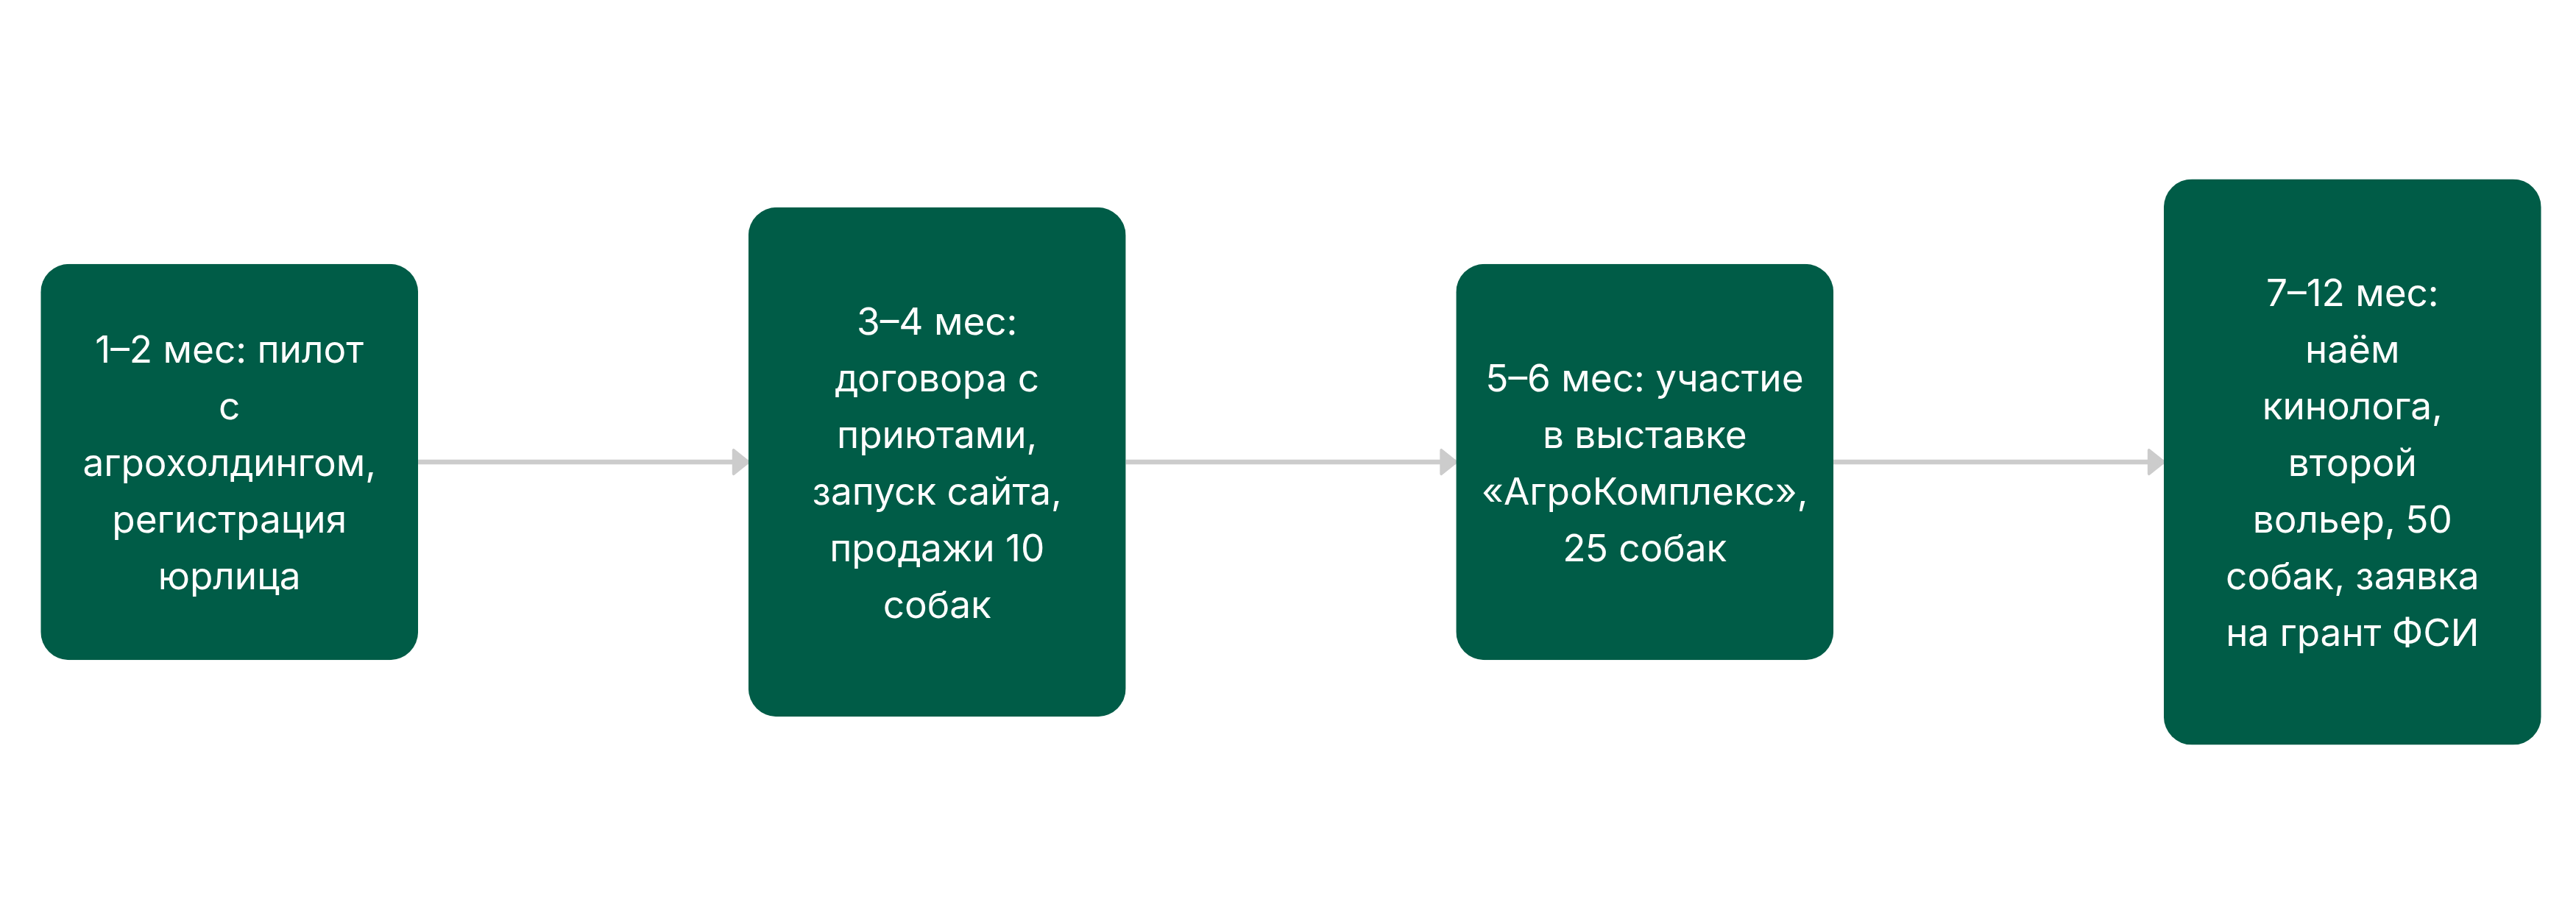 1–2 мес: пилот
с
агрохолдингом,
регистрация
юрлица
3–4 мес:
договора с
приютами,
запуск сайта,
продажи 10
собак
5–6 мес: участие
в выставке
«АгроКомплекс»,
25 собак
7–12 мес:
наём
кинолога,
второй
вольер, 50
собак, заявка
на грант ФСИ